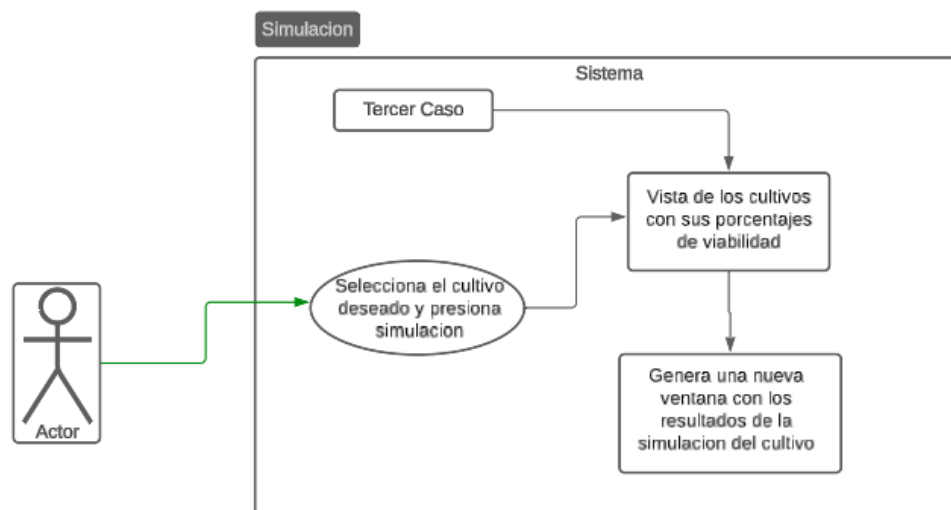 Simulacion
Sistema
Tercer Caso
Vista de los cultivos
con sus porcentajes
de viabilidad
Selecciona el cultivo
deseado y presiona
simulacion
Actor
Genera una nueva
ventana con los
resultados de la
simulacion del cultivo